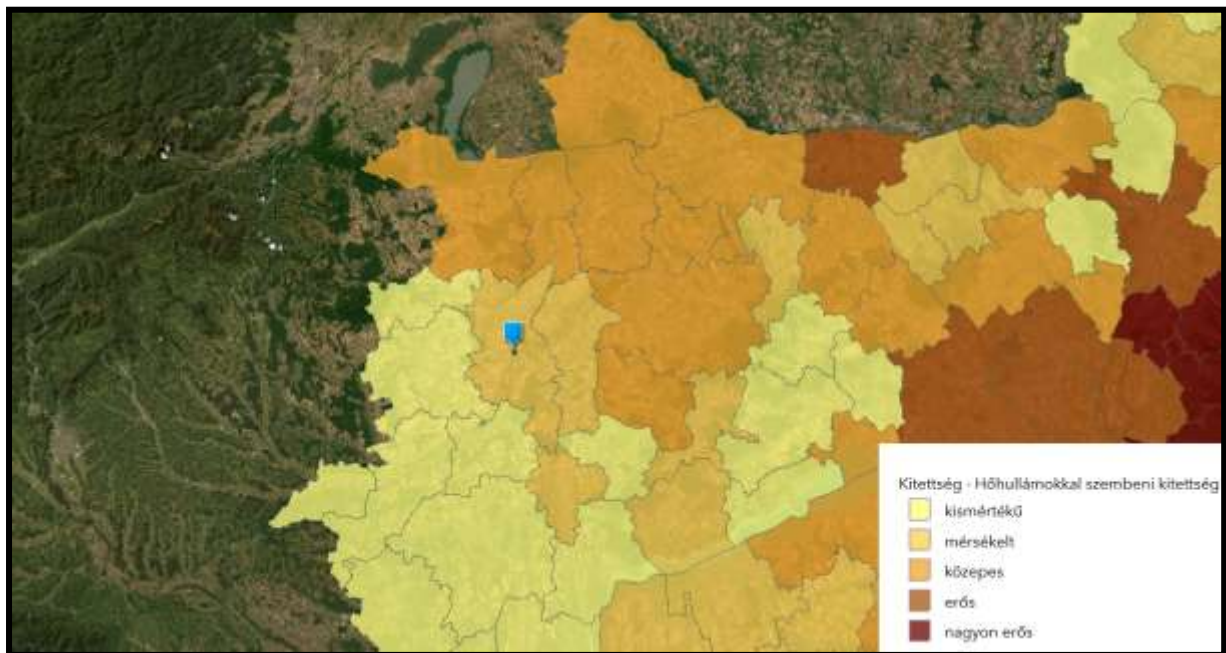 Kitettség - Hőhullámokkal szembeni kitettség
kismértékű
mérsékelt
közepes
erős
nagyon erős